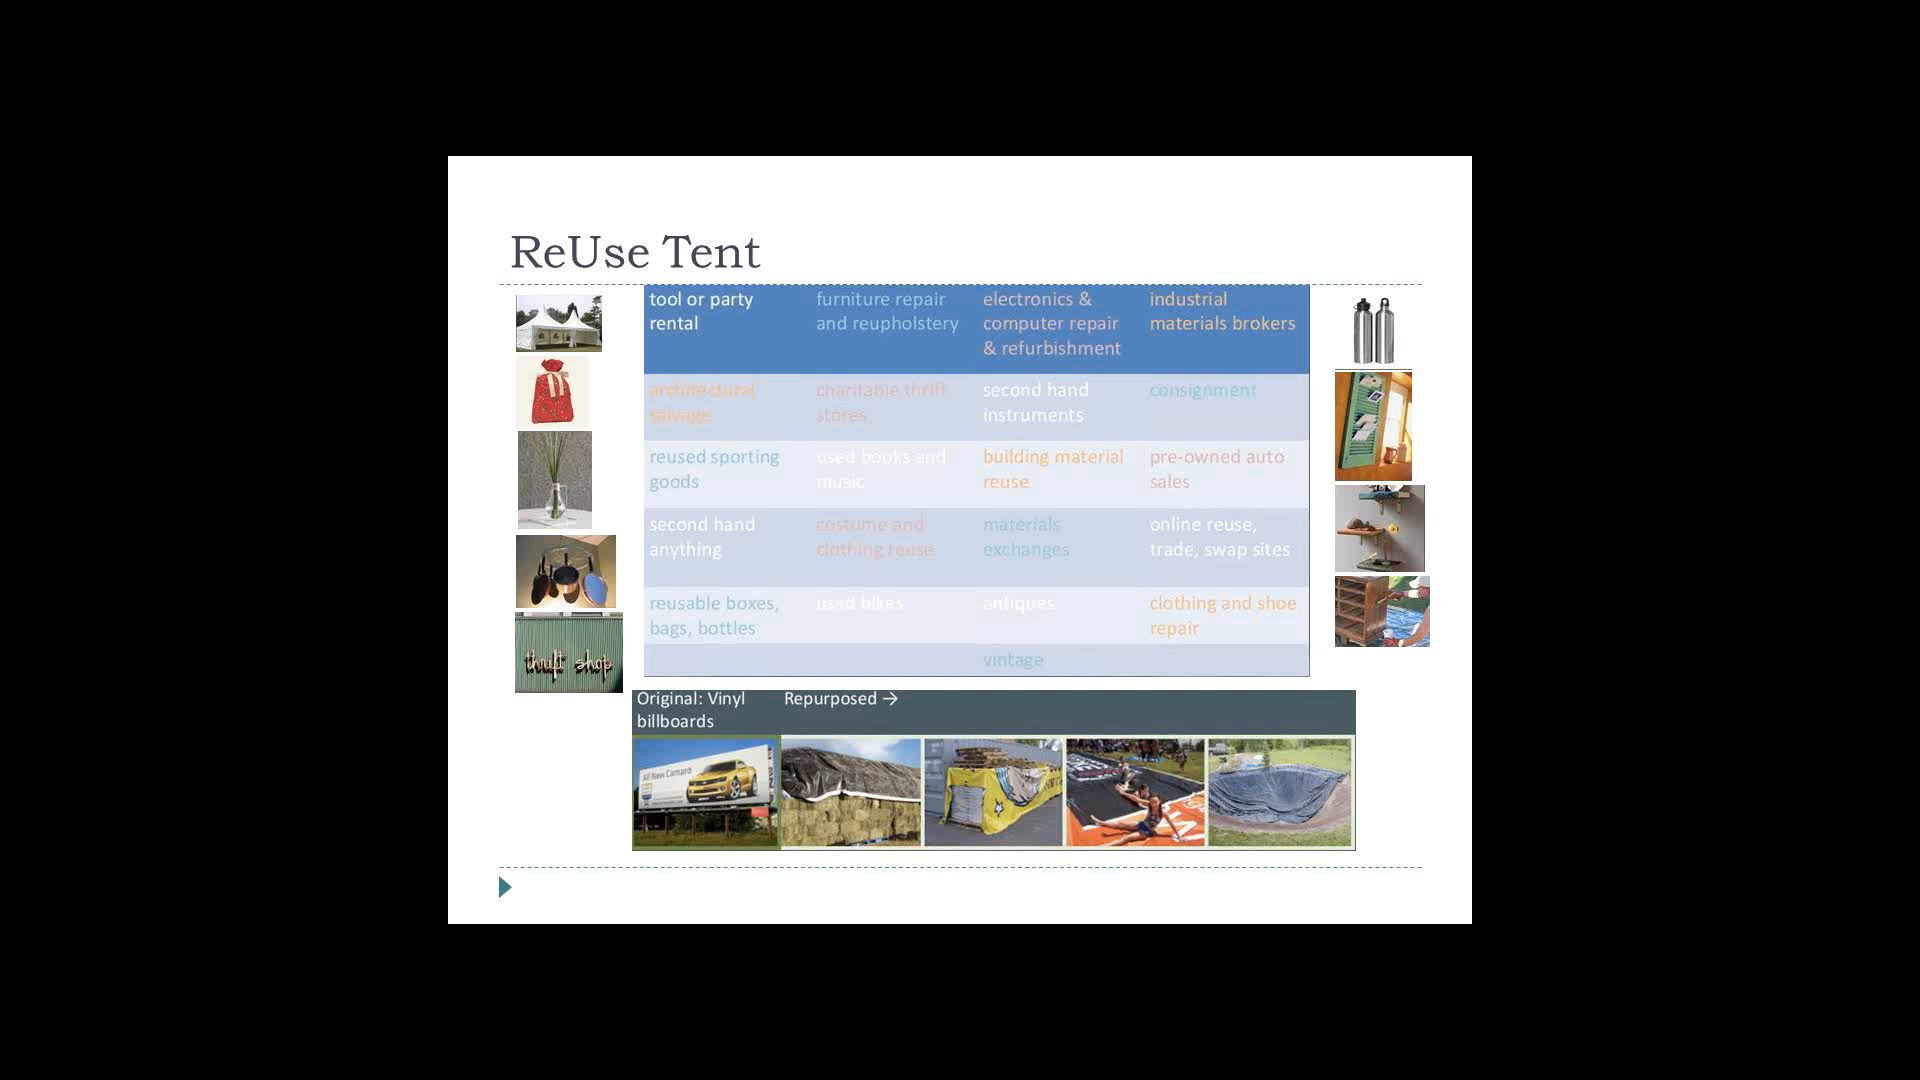 ReUse Tent
tool or party
rental
furniture repair
and reupholstery
electronics &
computer repair
& refurbishment
industrial
materials brokers
architectural
salvage
charitable thrift
stores
second hand
instruments
consignment
reused sporting
goods
used books and
music
building material
reuse
pre-owned auto
sales
second hand
anything
costume and
clothing reuse
materials
exchanges
online reuse,
trade, swap sites
reusable boxes,
bags, bottles
used bikes
antiques
clothing and shoe
repair
vintage
thrift shop
Original: Vinyl
billboards
Repurposed →
All New Camaro